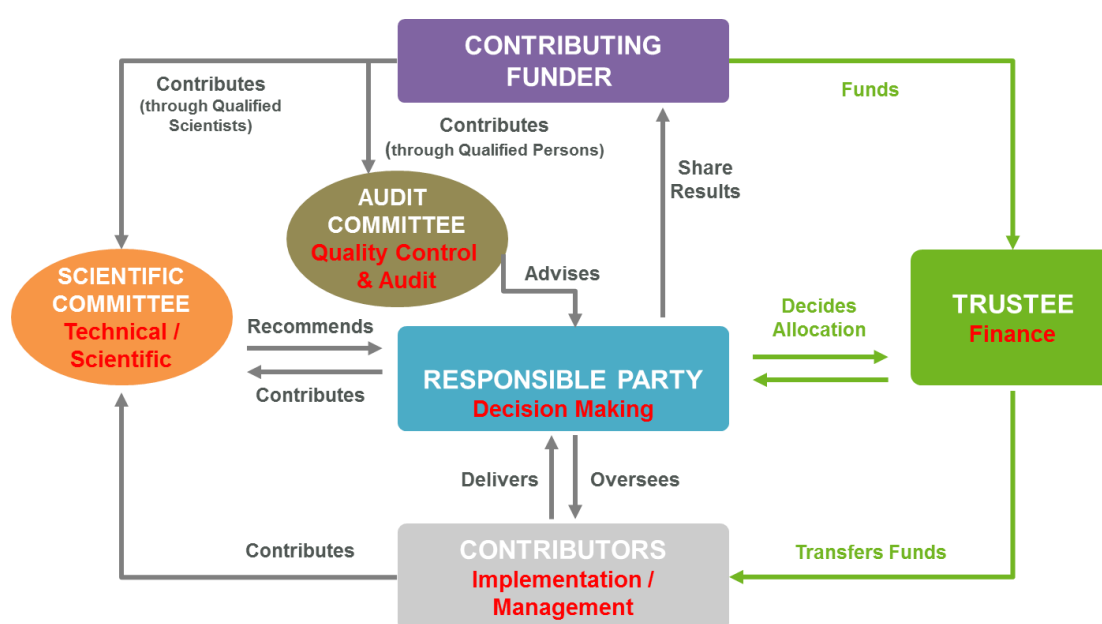 CONTRIBUTING
FUNDER
Contributes
(through Qualified
Scientists)
Contributes
(through Qualified Persons)
Funds
Share
Results
AUDIT
COMMITTEE
Quality Control
& Audit
Advises
SCIENTIFIC
COMMITTEE
Technical /
Scientific
Recommends
Contributes
RESPONSIBLE PARTY
Decision Making
Decides
Allocation
TRUSTEE
Finance
Delivers
Oversees
Contributes
CONTRIBUTORS
Implementation /
Management
Transfers Funds